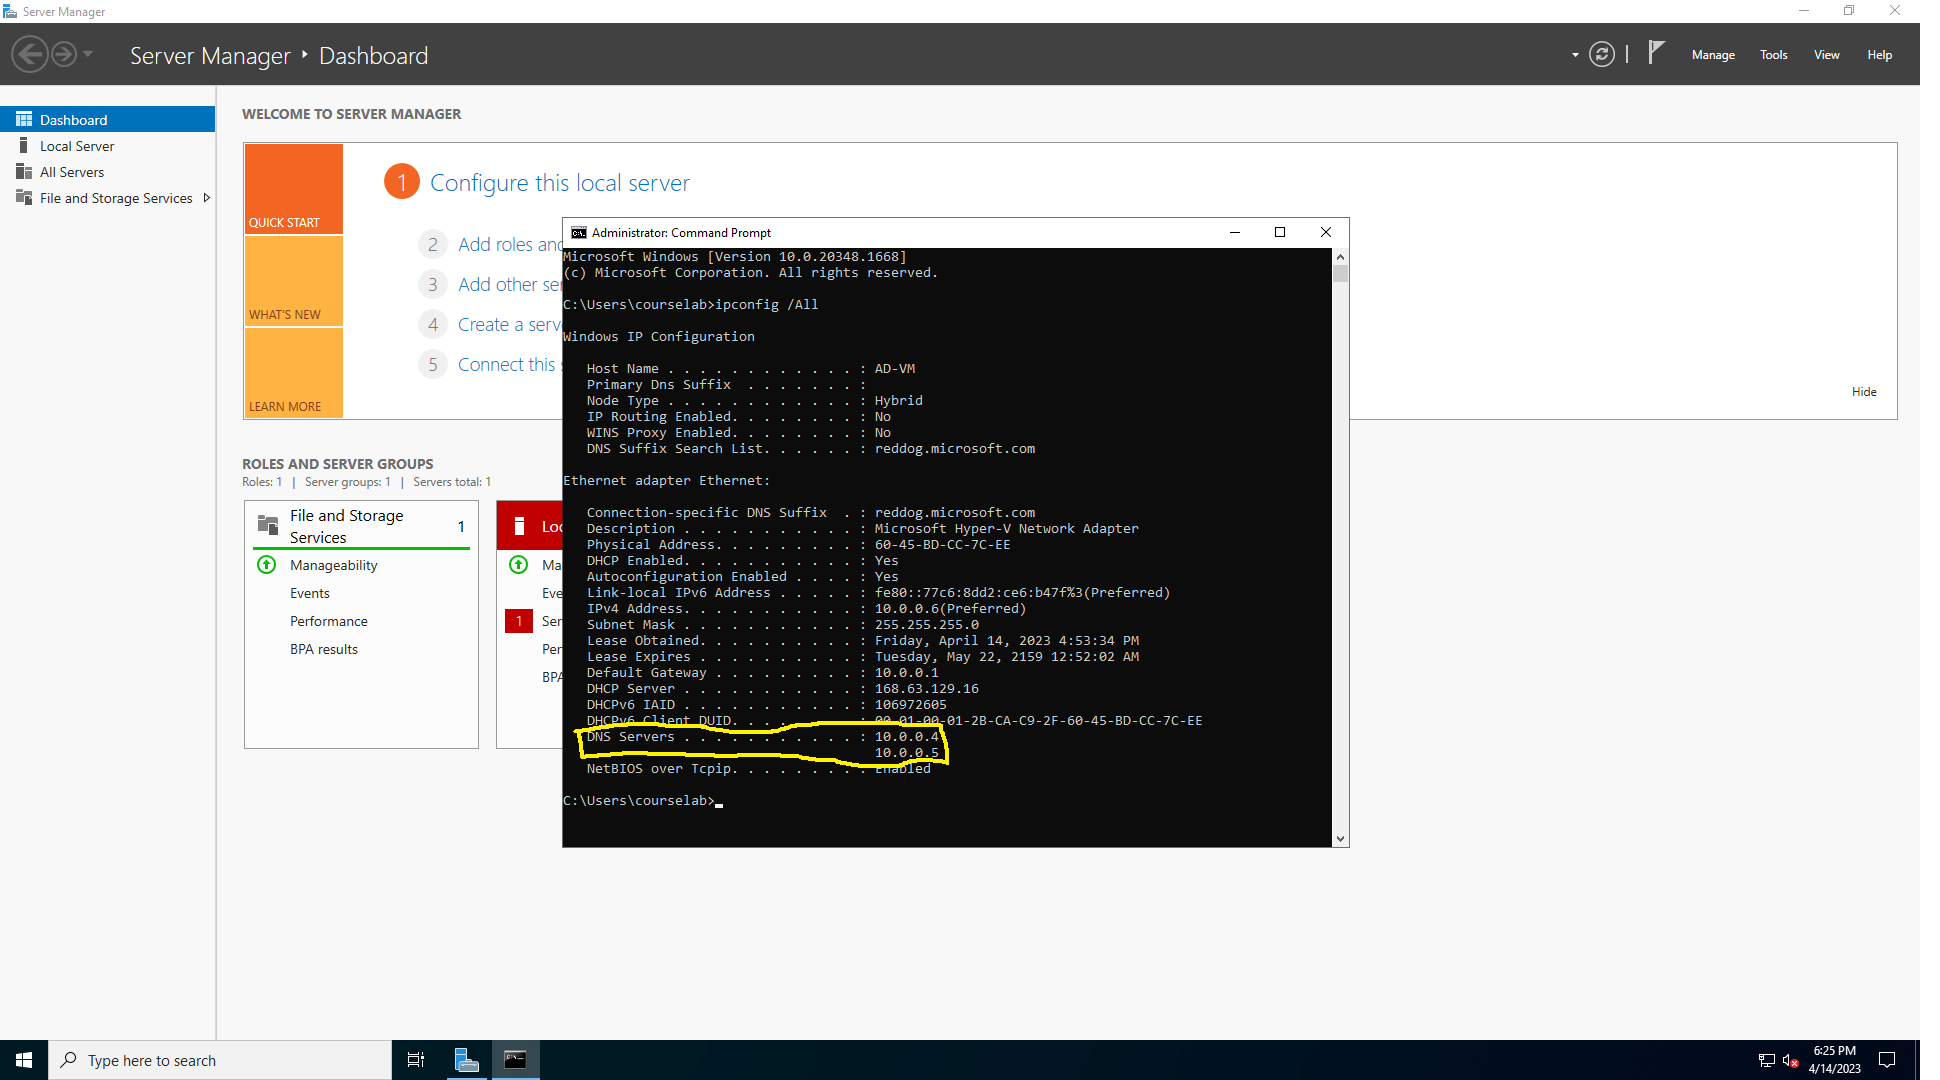 Server Manager
Server Manager ‣ Dashboard
Manage Tools View Help
Dashboard
Local Server
All Servers
File and Storage Services
WELCOME TO SERVER MANAGER
QUICK START
WHAT'S NEW
LEARN MORE
1 Configure this local server
2 Add roles and
3 Add other ser
4 Create a serv
5 Connect this
Hide
ROLES AND SERVER GROUPS
Roles: 1 | Server groups: 1 | Servers total: 1
File and Storage
Services
1
Manageability
Events
Performance
BPA results
Loc
Ma
Eve
1 Ser
Per
BPA
Administrator: Command Prompt
Microsoft Windows [Version 10.0.20348.1668]
(c) Microsoft Corporation. All rights reserved.
C:\Users\courselab>ipconfig /All
Windows IP Configuration
Host Name . . . . . . . . . . . . : AD-VM
Primary Dns Suffix  . . . . . . . :
Node Type . . . . . . . . . . . . : Hybrid
IP Routing Enabled. . . . . . . . : No
WINS Proxy Enabled. . . . . . . . : No
DNS Suffix Search List. . . . . . : reddog.microsoft.com
Ethernet adapter Ethernet:
Connection-specific DNS Suffix  . : reddog.microsoft.com
Description . . . . . . . . . . . : Microsoft Hyper-V Network Adapter
Physical Address. . . . . . . . . : 60-45-BD-CC-7C-EE
DHCP Enabled. . . . . . . . . . . : Yes
Autoconfiguration Enabled . . . . : Yes
Link-local IPv6 Address . . . . . : fe80::77c6:8dd2:ce6:b47f%3(Preferred)
IPv4 Address. . . . . . . . . . . : 10.0.0.6(Preferred)
Subnet Mask . . . . . . . . . . . : 255.255.255.0
Lease Obtained. . . . . . . . . . : Friday, April 14, 2023 4:53:34 PM
Lease Expires . . . . . . . . . . : Tuesday, May 22, 2159 12:52:02 AM
Default Gateway . . . . . . . . . : 10.0.0.1
DHCP Server . . . . . . . . . . . : 168.63.129.16
DHCPv6 IAID . . . . . . . . . . . : 106972605
DHCPv6 Client DUID. . . . . . . . : 00-01-00-01-2B-CA-C9-2F-60-45-BD-CC-7C-EE
DNS Servers . . . . . . . . . . . : 10.0.0.4
10.0.0.5
NetBIOS over Tcpip. . . . . . . . : Enabled
C:\Users\courselab>
Type here to search
6:25 PM
4/14/2023